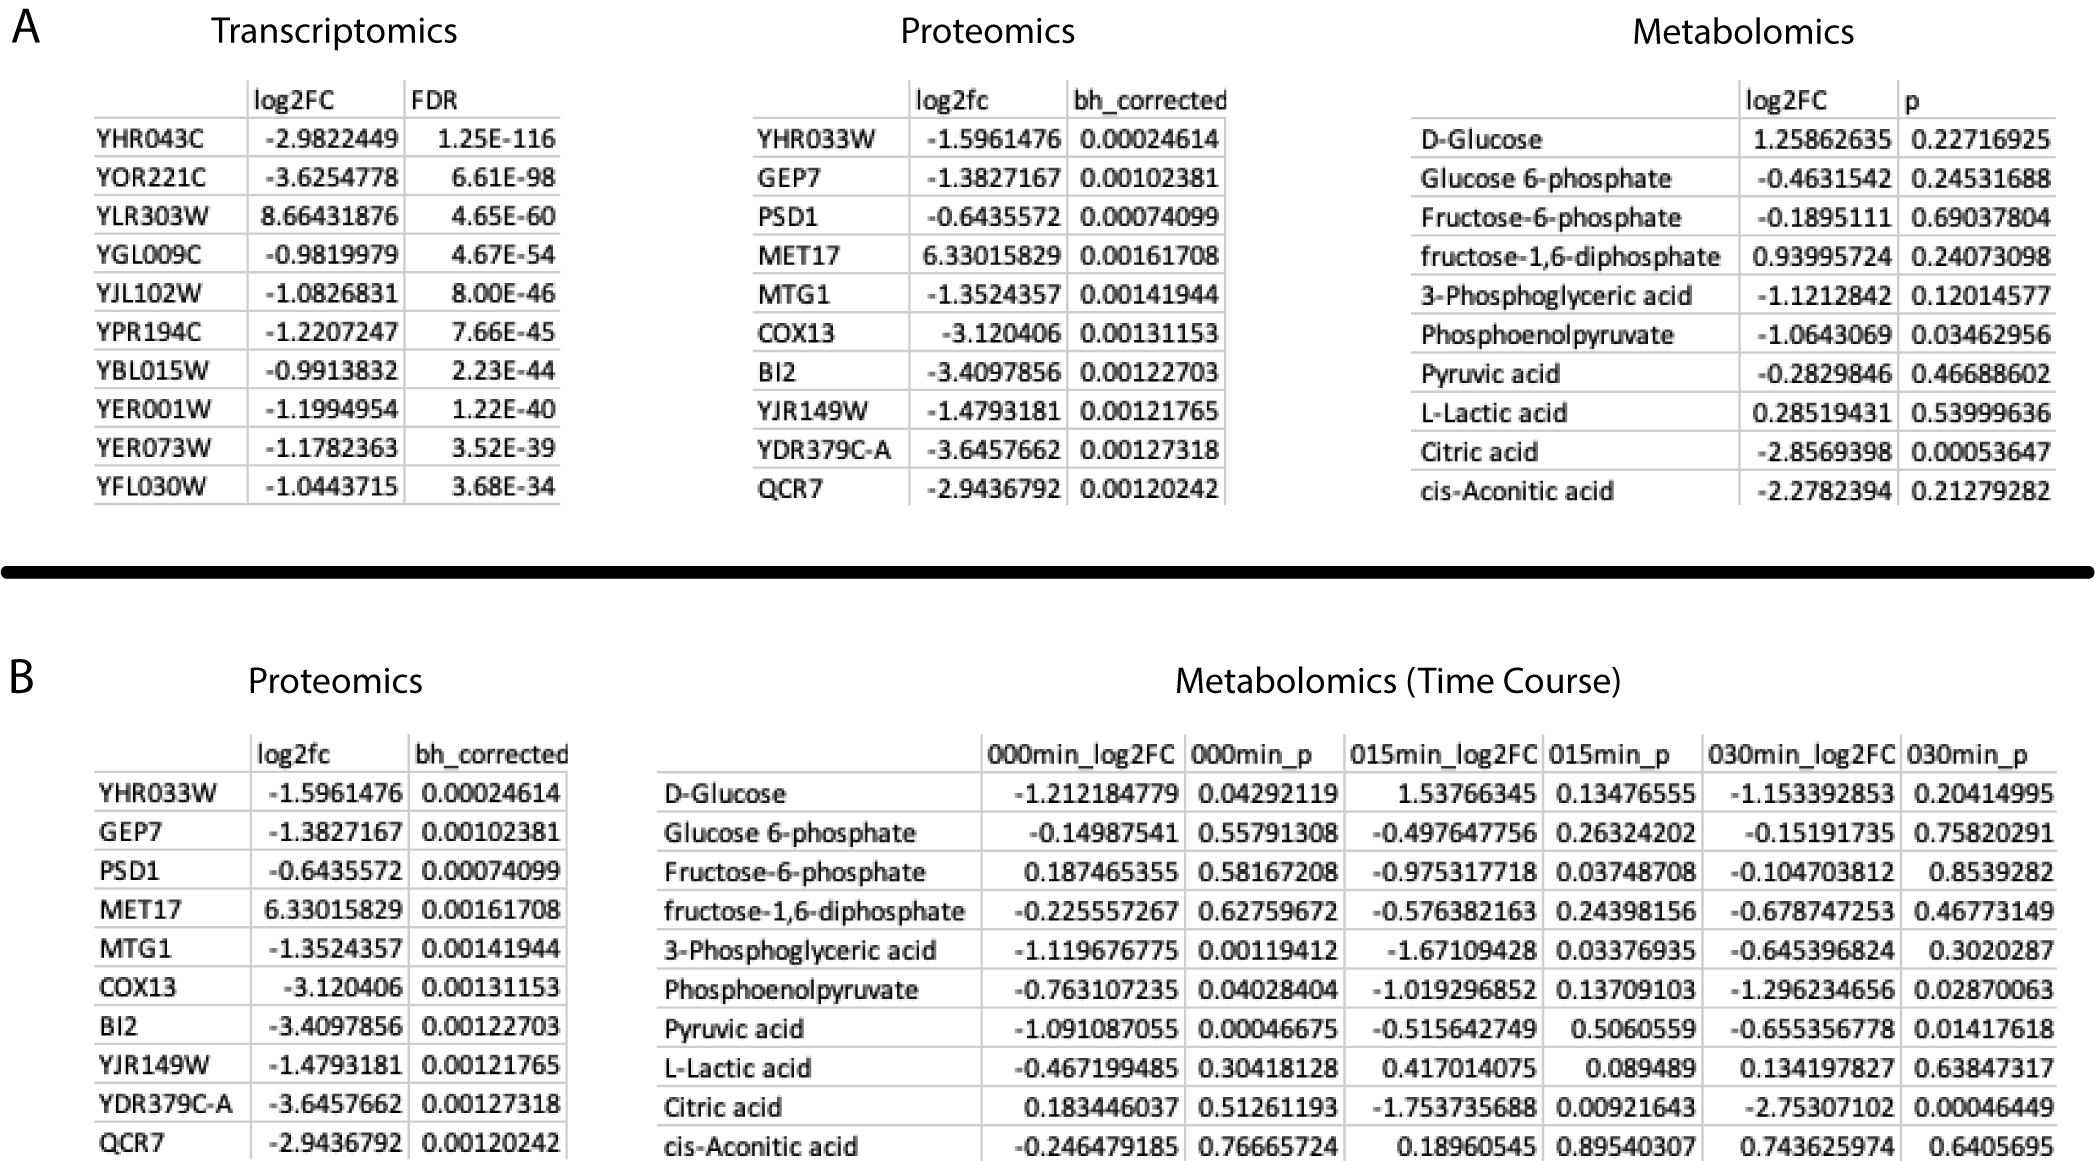 A
Transcriptomics Proteomics Metabolomics
log2FC FDR log2fc bh_corrected log2FC p
YHR043C -2.9822449 1.25E-116 YHR033W -1.5961476 0.00024614 D-Glucose 1.25862635 0.22716925
YOR221C -3.6254778 6.61E-98 GEP7 -1.3827167 0.00102381 Glucose 6-phosphate -0.4631542 0.24531688
YLR303W 8.66431876 4.65E-60 PSD1 -0.6435572 0.00074099 Fructose-6-phosphate -0.1895111 0.69037804
YGL009C -0.9819979 4.67E-54 MET17 6.33015829 0.00161708 fructose-1,6-diphosphate 0.93995724 0.24073098
YJL102W -1.0826831 8.00E-46 MTG1 -1.3524357 0.00141944 3-Phosphoglyceric acid -1.1212842 0.12014577
YPR194C -1.2207247 7.66E-45 COX13 -3.120406 0.00131153 Phosphoenolpyruvate -1.0643069 0.03462956
YBL015W -0.9913832 2.23E-44 BI2 -3.4097856 0.00122703 Pyruvic acid -0.2829846 0.46688602
YER001W -1.1994954 1.22E-40 YJR149W -1.4793181 0.00121765 L-Lactic acid 0.28519431 0.53999636
YER073W -1.1782363 3.52E-39 YDR379C-A -3.6457662 0.00127318 Citric acid -2.8569398 0.00053647
YFL030W -1.0443715 3.68E-34 QCR7 -2.9436792 0.00120242 cis-Aconitic acid -2.2782394 0.21279282
B
Proteomics Metabolomics (Time Course)
log2fc bh_corrected 000min_log2FC 000min_p 015min_log2FC 015min_p 030min_log2FC 030min_p
YHR033W -1.5961476 0.00024614 D-Glucose -1.212184779 0.04292119 1.53766345 0.13476555 -1.153392853 0.20414995
GEP7 -1.3827167 0.00102381 Glucose 6-phosphate -0.14987541 0.55791308 -0.497647756 0.26324202 -0.15191735 0.75820291
PSD1 -0.6435572 0.00074099 Fructose-6-phosphate 0.187465355 0.58167208 -0.975317718 0.03748708 -0.104703812 0.8539282
MET17 6.33015829 0.00161708 fructose-1,6-diphosphate -0.225557267 0.62759672 -0.576382163 0.24398156 -0.678747253 0.46773149
MTG1 -1.3524357 0.00141944 3-Phosphoglyceric acid -1.119676775 0.00119412 -1.67109428 0.03376935 -0.645396824 0.3020287
COX13 -3.120406 0.00131153 Phosphoenolpyruvate -0.763107235 0.04028404 -1.019296852 0.13709103 -1.296234656 0.02870063
BI2 -3.4097856 0.00122703 Pyruvic acid -1.091087055 0.00046675 -0.515642749 0.5060559 -0.655356778 0.01417618
YJR149W -1.4793181 0.00121765 L-Lactic acid -0.467199485 0.30418128 0.417014075 0.089489 0.134197827 0.63847317
YDR379C-A -3.6457662 0.00127318 Citric acid 0.183446037 0.51261193 -1.753735688 0.00921643 -2.75307102 0.00046449
QCR7 -2.9436792 0.00120242 cis-Aconitic acid -0.246479185 0.76665724 0.18960545 0.89540307 0.743625974 0.6405695